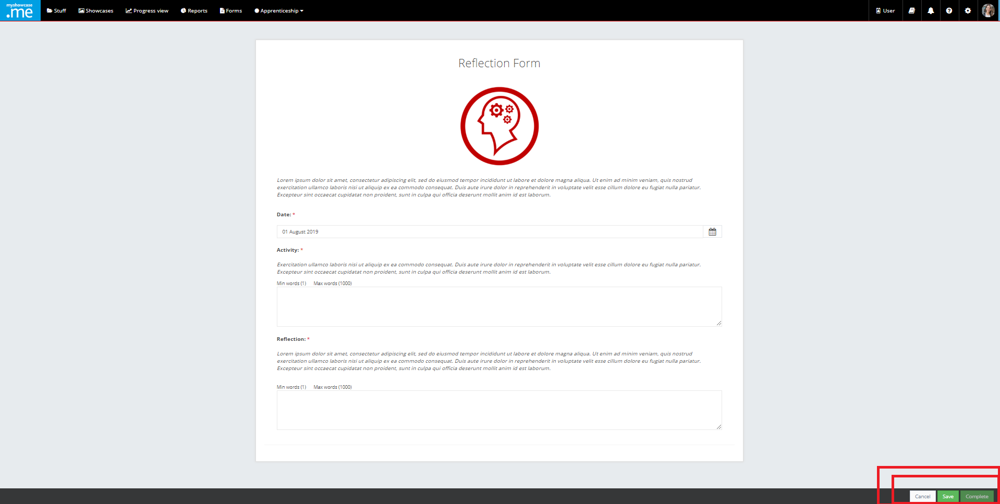 myshowcase
.me
Stuff
Showcases
Progress view
Reports
Forms
Apprenticeship
User
Reflection Form
Lorem ipsum dolor sit amet, consectetur adipiscing elit, sed do eiusmod tempor incididunt ut labore et dolore magna aliqua. Ut enim ad minim veniam, quis nostrud
exercitation ullamco laboris nisi ut aliquip ex ea commodo consequat. Duis aute irure dolor in reprehenderit in voluptate velit esse cillum dolore eu fugiat nulla pariatur.
Excepteur sint occaecat cupidatat non proident, sunt in culpa qui officia deserunt mollit anim id est laborum.
Date: *
01 August 2019
Activity: *
Exercitation ullamco laboris nisi ut aliquip ex ea commodo consequat. Duis aute irure dolor in reprehenderit in voluptate velit esse cillum dolore eu fugiat nulla pariatur.
Excepteur sint occaecat cupidatat non proident, sunt in culpa qui officia deserunt mollit anim id est laborum.
Min words (1) Max words (1000)
Reflection: *
Lorem ipsum dolor sit amet, consectetur adipiscing elit, sed do eiusmod tempor incididunt ut labore et dolore magna aliqua. Ut enim ad minim veniam, quis nostrud
exercitation ullamco laboris nisi ut aliquip ex ea commodo consequat. Duis aute irure dolor in reprehenderit in voluptate velit esse cillum dolore eu fugiat nulla pariatur.
Excepteur sint occaecat cupidatat non proident, sunt in culpa qui officia deserunt mollit anim id est laborum.
Min words (1) Max words (1000)
Cancel
Save
Complete